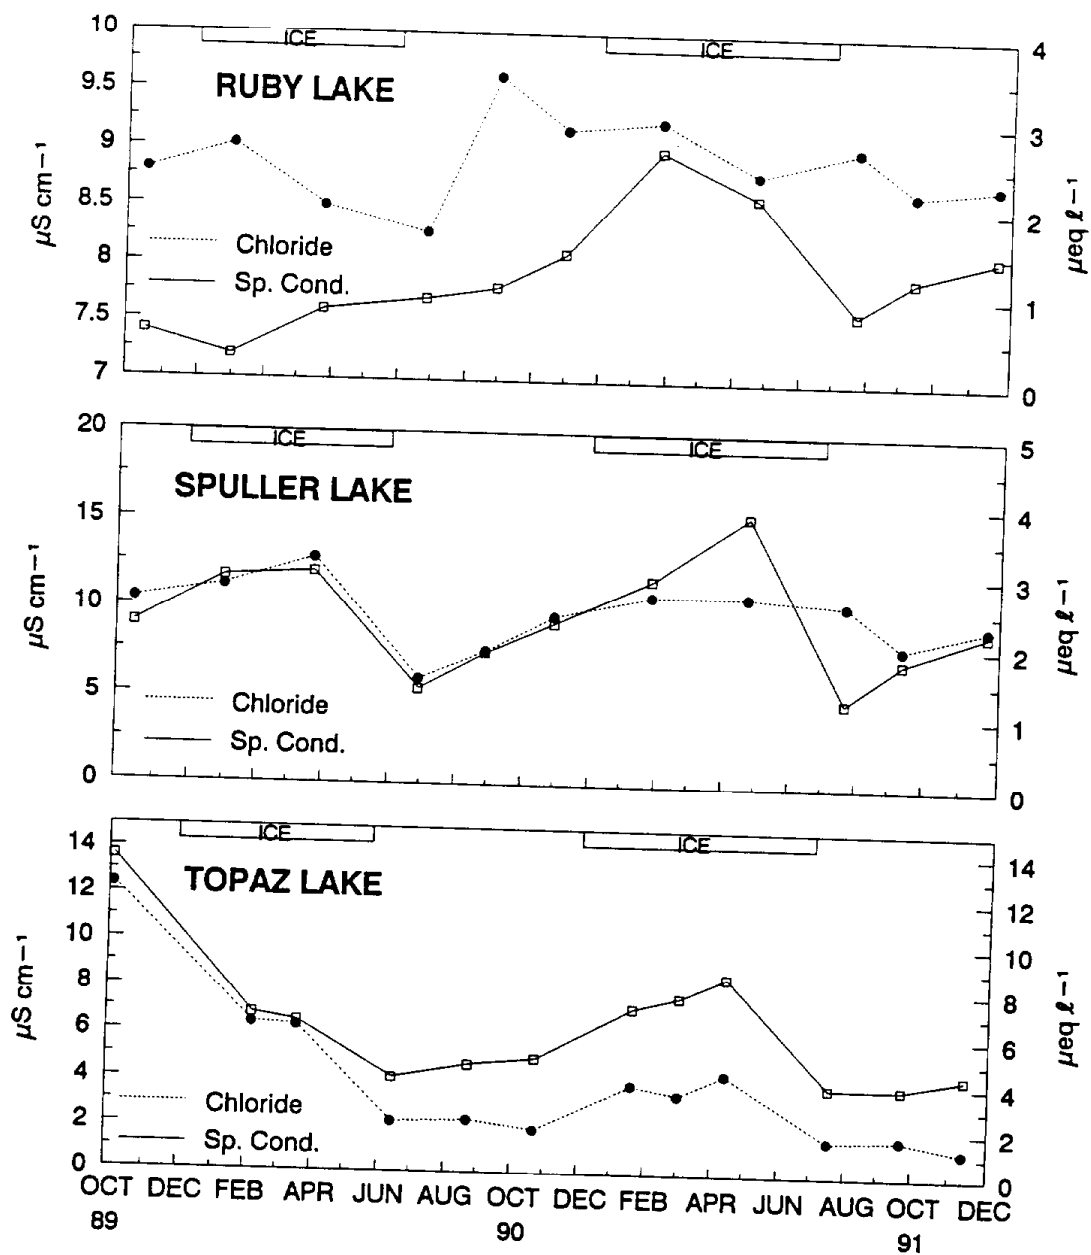 10
9.5
9
8.5
8
7.5
7
μS cm−1
ICE
ICE
RUBY LAKE
Chloride
Sp. Cond.
4
3
2
1
0
μeq ℓ−1
20
15
10
5
0
μS cm−1
ICE
ICE
SPULLER LAKE
Chloride
Sp. Cond.
5
4
3
2
1
0
μeq ℓ−1
14
12
10
8
6
4
2
0
μS cm−1
ICE
ICE
TOPAZ LAKE
Chloride
Sp. Cond.
14
12
10
8
6
4
2
0
μeq ℓ−1
OCT DEC FEB APR JUN AUG OCT DEC FEB APR JUN AUG OCT DEC
89 90 91